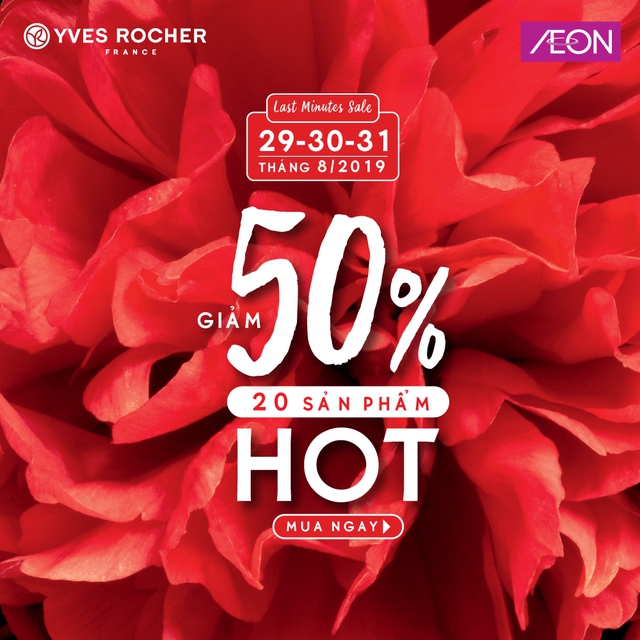 YVES ROCHER
FRANCE
ÆON
Last Minutes Sale
29-30-31
THÁNG 8/2019
GIẢM 50%
20 SẢN PHẨM
HOT
MUA NGAY